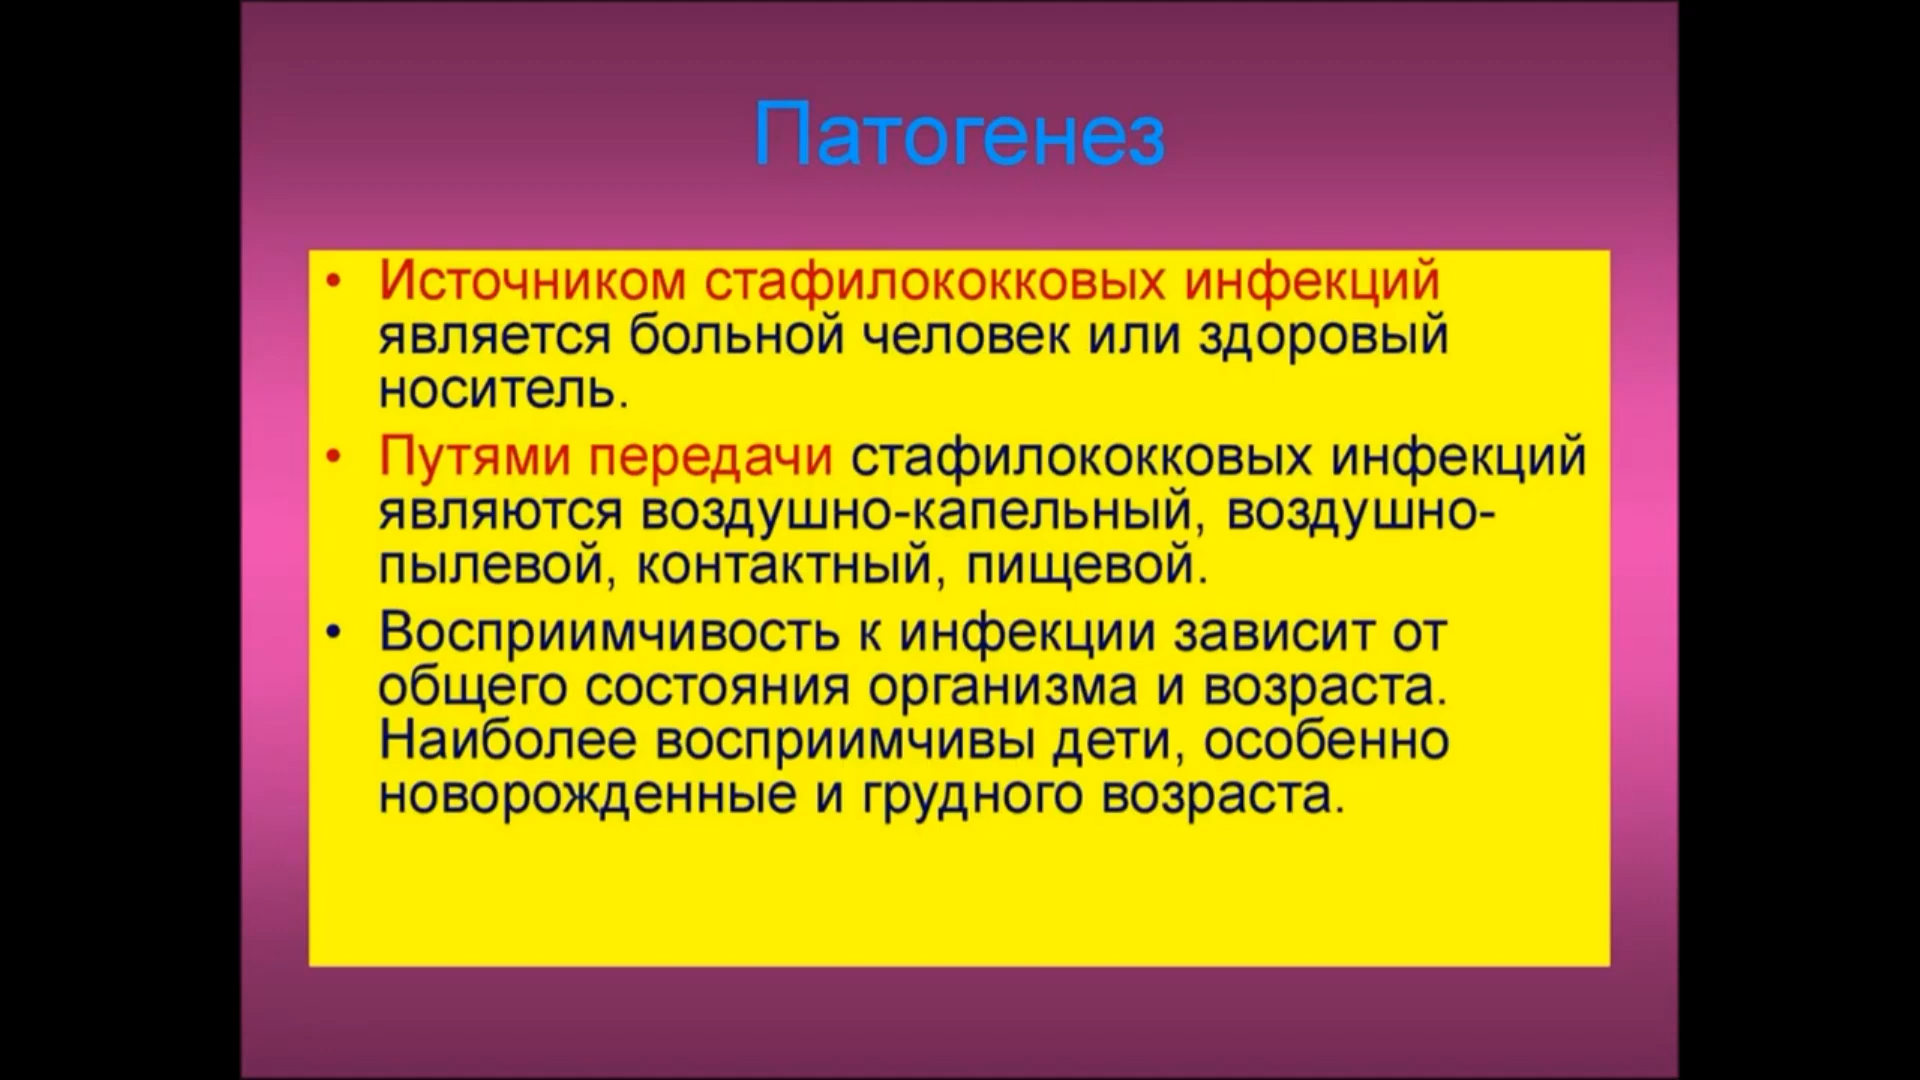 Патогенез
• Источником стафилококковых инфекций
является больной человек или здоровый
носитель.
• Путями передачи стафилококковых инфекций
являются воздушно-капельный, воздушно-
пылевой, контактный, пищевой.
• Восприимчивость к инфекции зависит от
общего состояния организма и возраста.
Наиболее восприимчивы дети, особенно
новорожденные и грудного возраста.